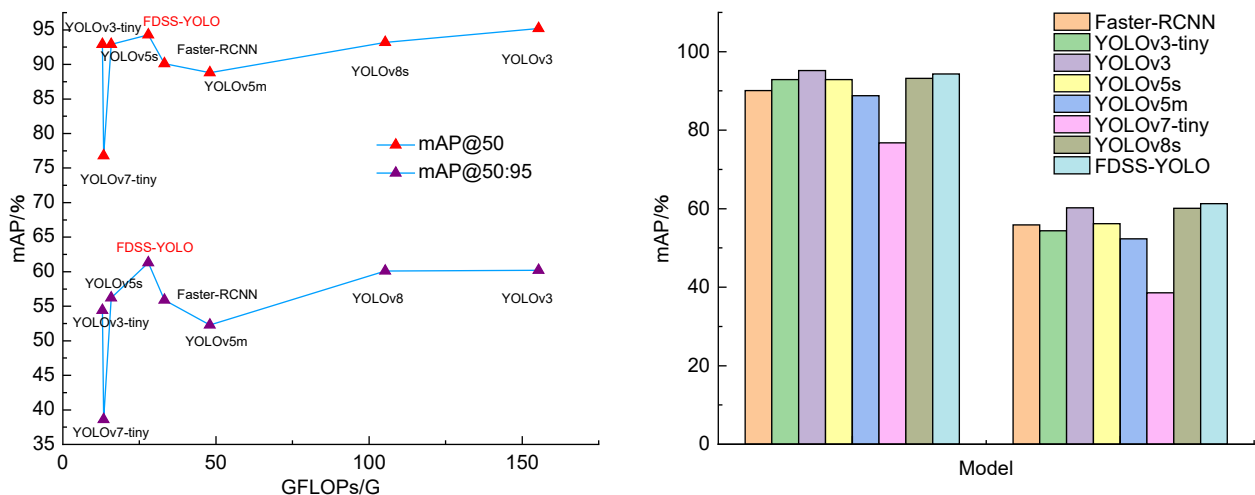 95
90
85
80
75
70
65
60
55
50
45
40
35
mAP/%
0
50
100
150
GFLOPs/G
YOLOv3-tiny
FDSS-YOLO
YOLOv5s
Faster-RCNN
YOLOv5m
YOLOv8s
YOLOv3
YOLOv7-tiny
mAP@50
mAP@50:95
FDSS-YOLO
YOLOv5s
Faster-RCNN
YOLOv3-tiny
YOLOv5m
YOLOv8
YOLOv3
YOLOv7-tiny
100
80
60
40
20
0
mAP/%
Model
Faster-RCNN
YOLOv3-tiny
YOLOv3
YOLOv5s
YOLOv5m
YOLOv7-tiny
YOLOv8s
FDSS-YOLO